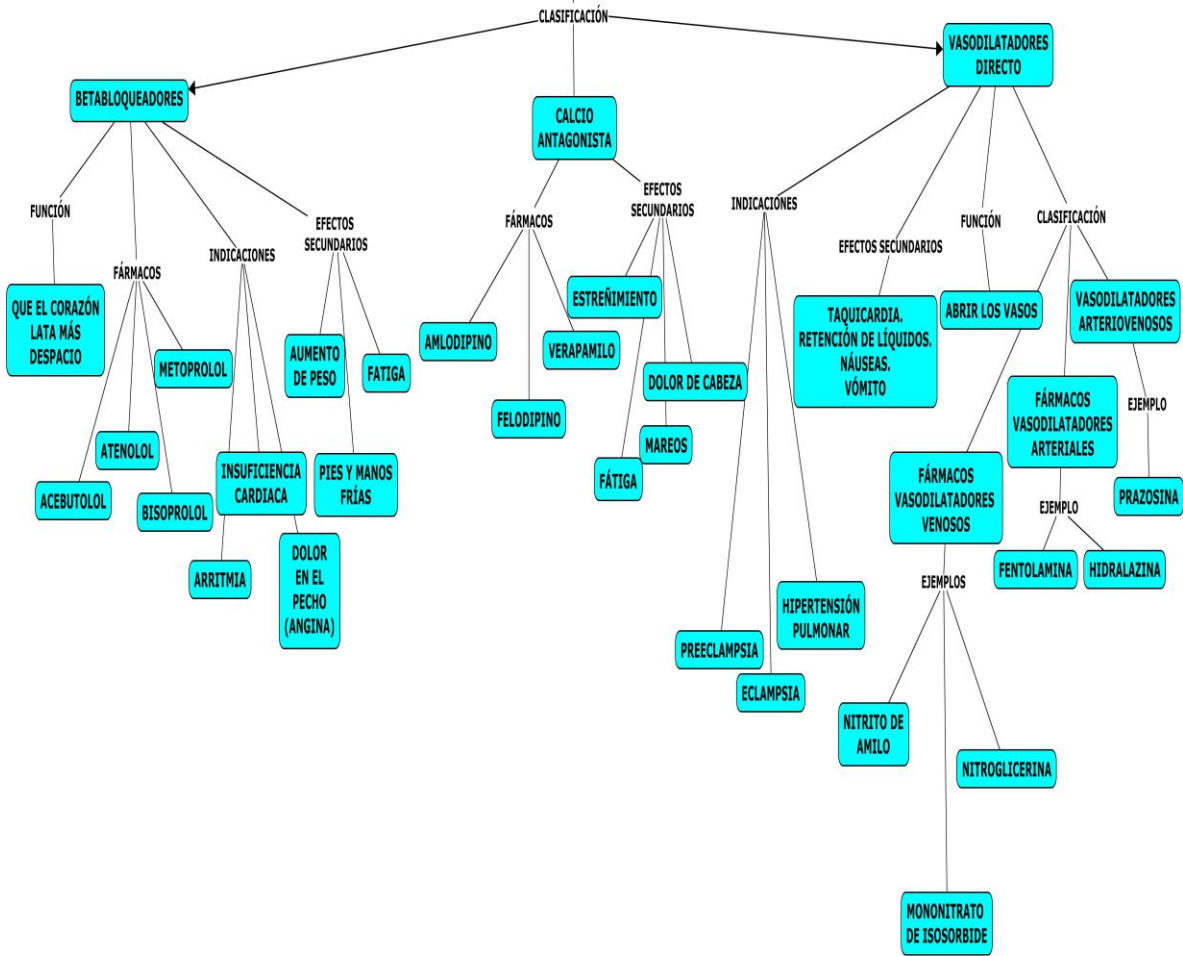 CLASIFICACIÓN
BETABLOQUEADORES
FUNCIÓN
QUE EL CORAZÓN
LATA MÁS
DESPACIO
FÁRMACOS
ACEBUTOLOL
ATENOLOL
BISOPROLOL
METOPROLOL
INDICACIONES
ARRITMIA
INSUFICIENCIA
CARDIACA
DOLOR
EN EL
PECHO
(ANGINA)
EFECTOS
SECUNDARIOS
AUMENTO
DE PESO
PIES Y MANOS
FRÍAS
FATIGA
CALCIO
ANTAGONISTA
FÁRMACOS
AMLODIPINO
FELODIPINO
VERAPAMILO
EFECTOS
SECUNDARIOS
ESTREÑIMIENTO
FÁTIGA
MAREOS
DOLOR DE CABEZA
VASODILATADORES
DIRECTO
INDICACIÓNES
PREECLAMPSIA
ECLAMPSIA
HIPERTENSIÓN
PULMONAR
EFECTOS SECUNDARIOS
TAQUICARDIA.
RETENCIÓN DE LÍQUIDOS.
NÁUSEAS.
VÓMITO
FUNCIÓN
ABRIR LOS VASOS
CLASIFICACIÓN
FÁRMACOS
VASODILATADORES
VENOSOS
EJEMPLOS
NITRITO DE
AMILO
MONONITRATO
DE ISOSORBIDE
NITROGLICERINA
FÁRMACOS
VASODILATADORES
ARTERIALES
EJEMPLO
FENTOLAMINA
HIDRALAZINA
VASODILATADORES
ARTERIOVENOSOS
EJEMPLO
PRAZOSINA